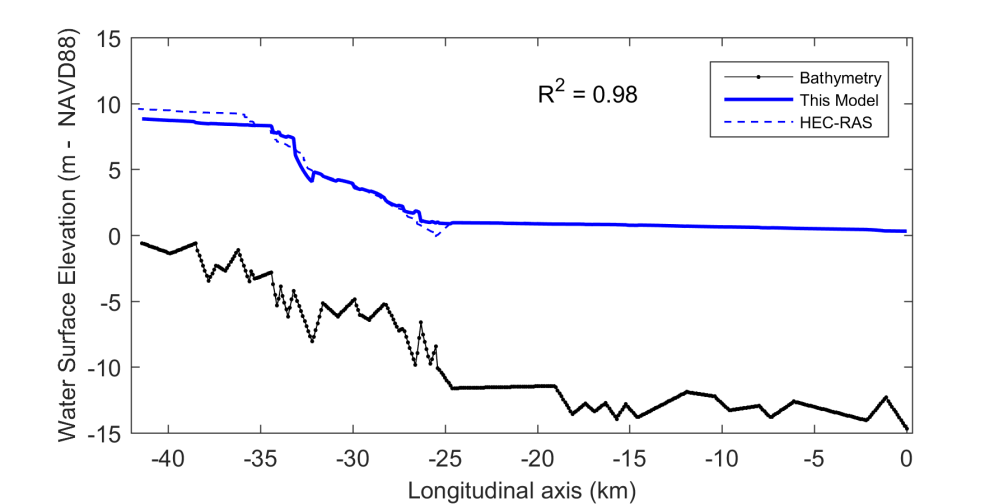 15
10
5
0
-5
-10
-15
Water Surface Elevation (m - NAVD88)
R² = 0.98
Bathymetry
This Model
HEC-RAS
-40 -35 -30 -25 -20 -15 -10 -5 0
Longitudinal axis (km)